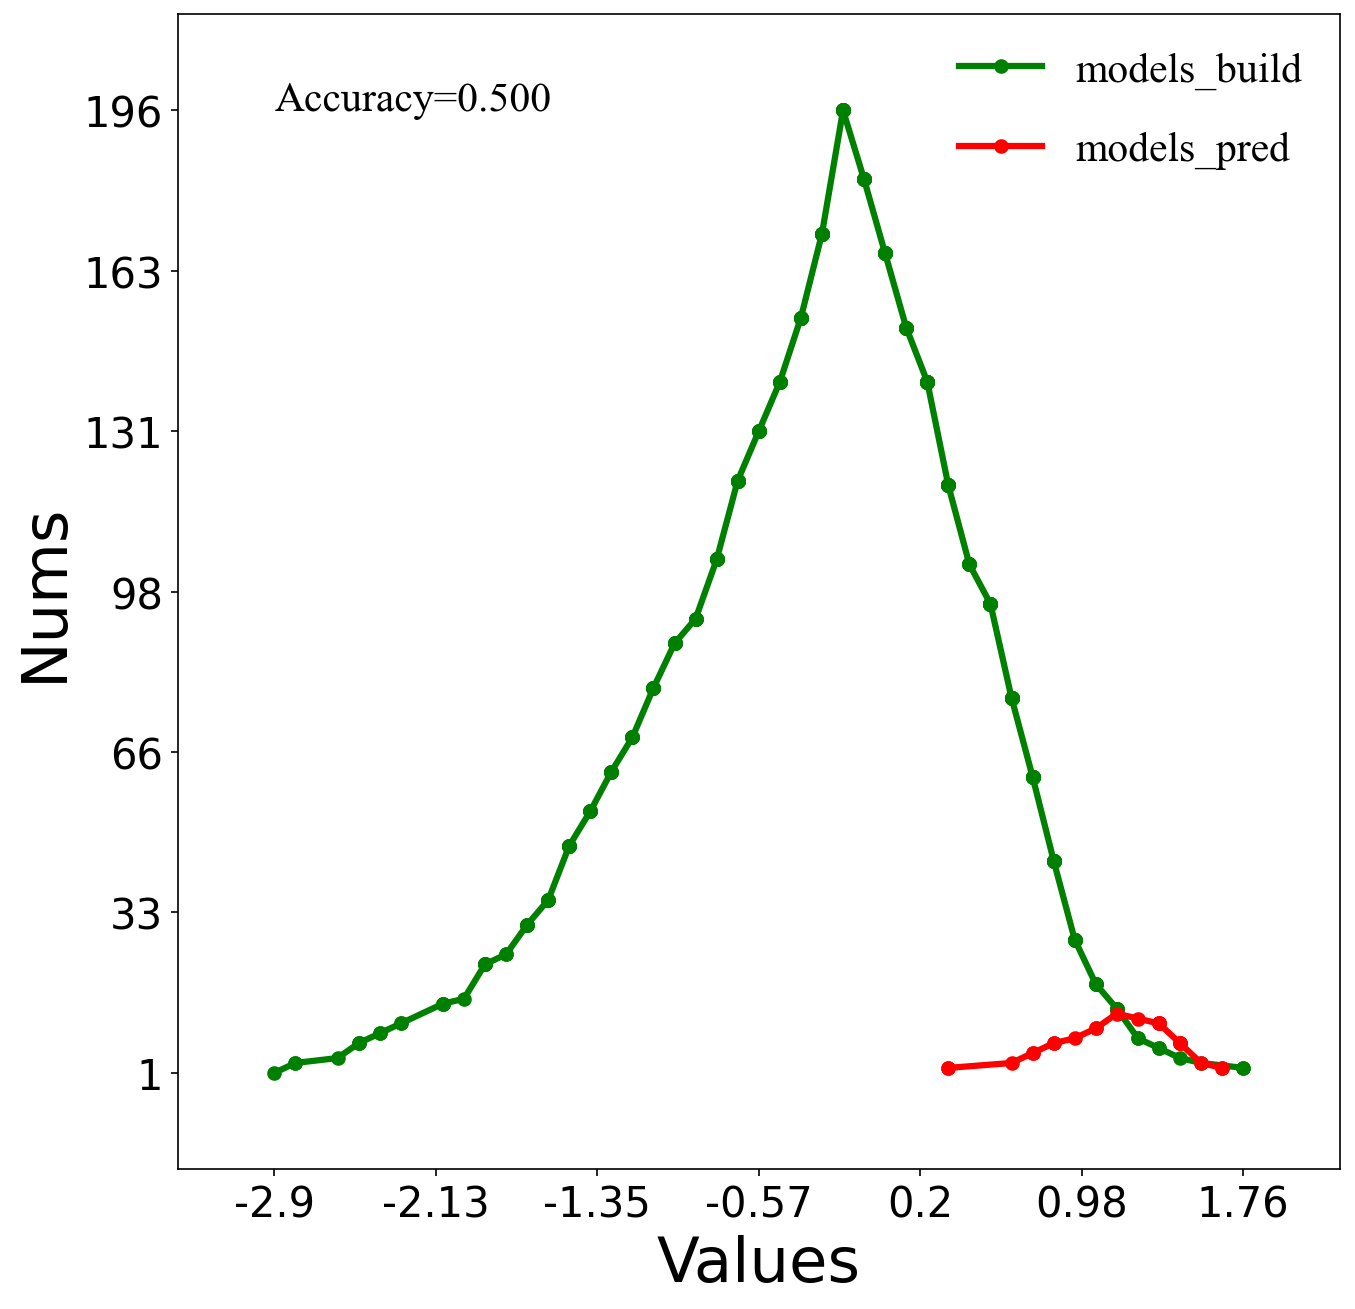 Accuracy=0.500
models_build
models_pred
196
163
131
98
66
33
1
Nums
-2.9 -2.13 -1.35 -0.57 0.2 0.98 1.76
Values